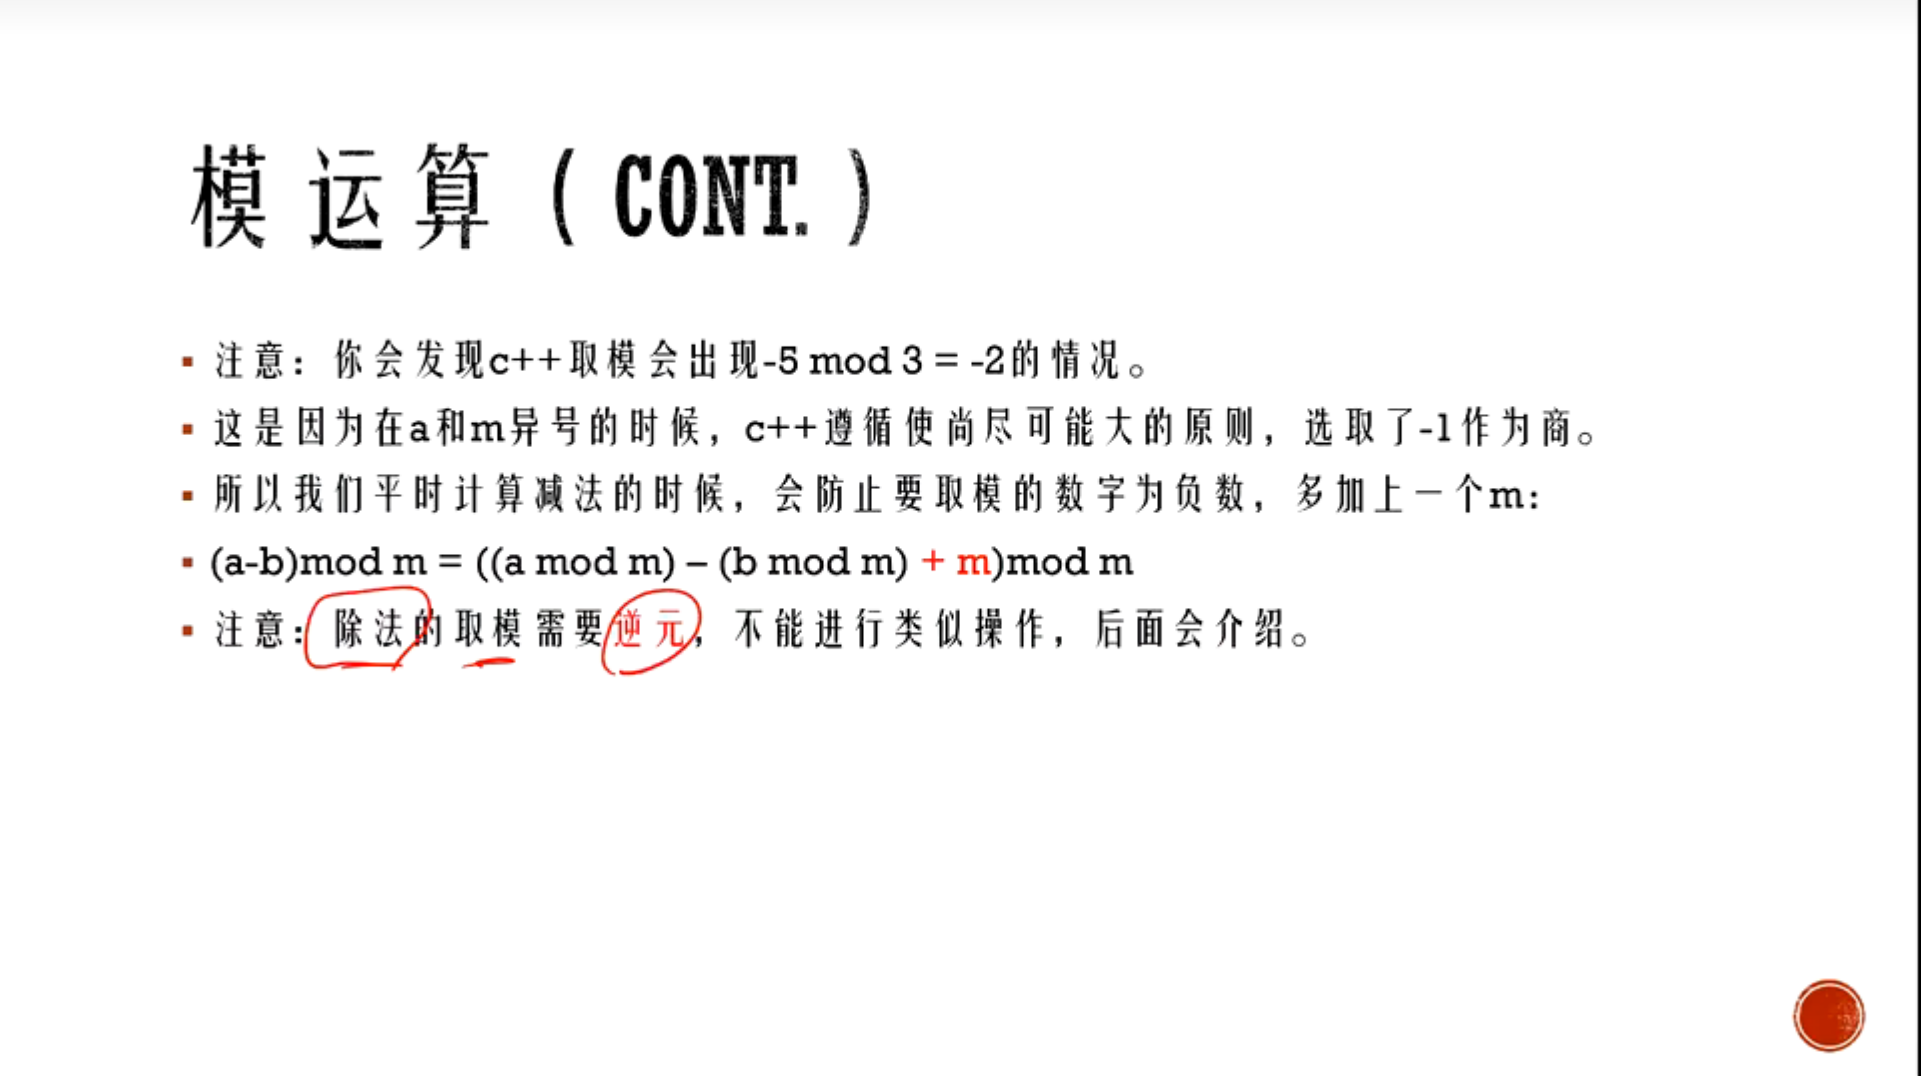 模运算（CONT.）
注意：你会发现c++取模会出现-5 mod 3 = -2的情况。
这是因为在a和m异号的时候，c++遵循使尚尽可能大的原则，选取了-1作为商。
所以我们平时计算减法的时候，会防止要取模的数字为负数，多加上一个m：
(a-b)mod m = ((a mod m) – (b mod m) + m)mod m
注意：除法的取模需要逆元，不能进行类似操作，后面会介绍。